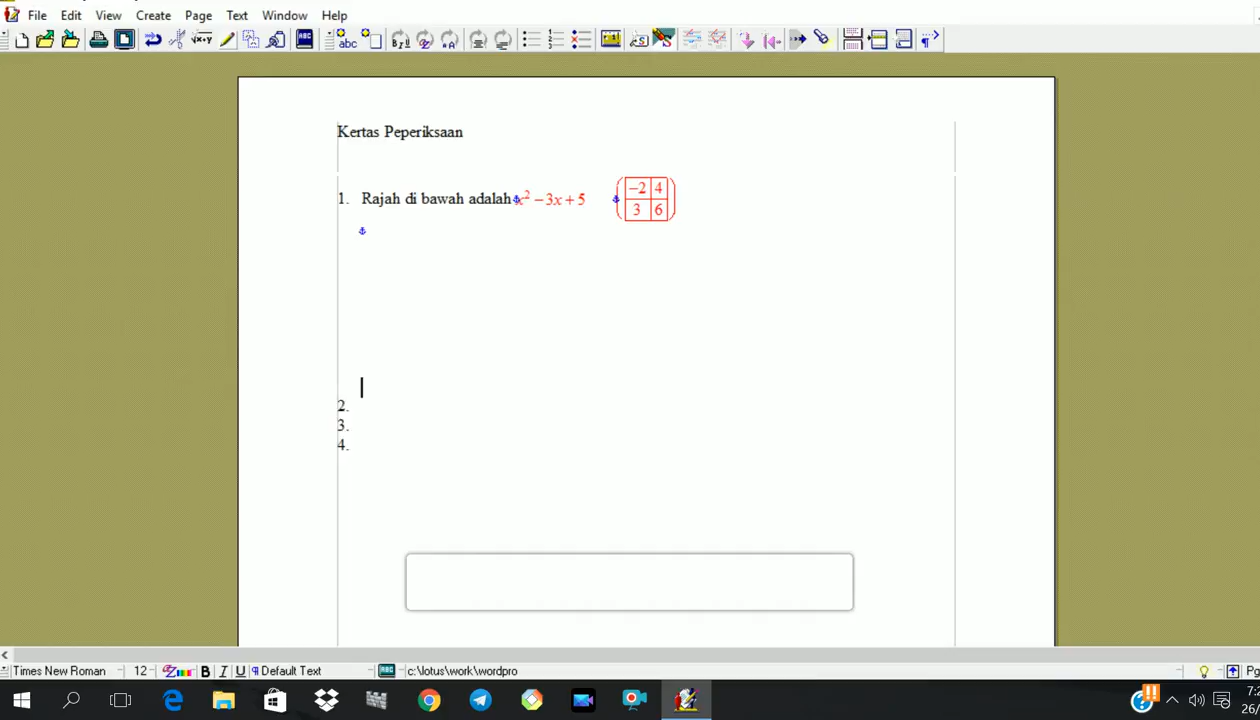 File Edit View Create Page Text Window Help
Kertas Peperiksaan
1. Rajah di bawah adalah x² − 3x + 5 (−2 4
3 6)
2.
3.
4.
Times New Roman 12 B I U ¶ Default Text c:\lotus\work\wordpro